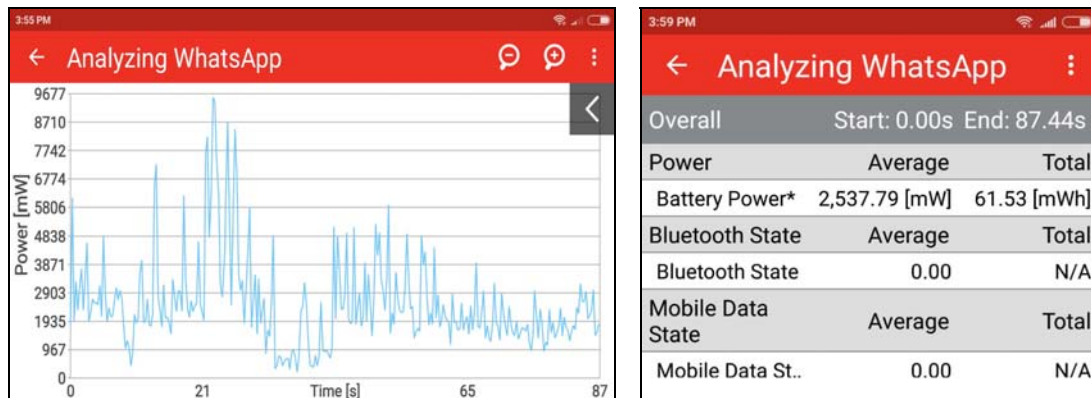 3:55 PM
Analyzing WhatsApp
9677
8710
7742
6774
5806
4838
3871
2903
1935
967
0
Power [mW]
0 21 Time [s] 65 87
3:59 PM
Analyzing WhatsApp
Overall Start: 0.00s End: 87.44s
Power Average Total
Battery Power* 2,537.79 [mW] 61.53 [mWh]
Bluetooth State Average Total
Bluetooth State 0.00 N/A
Mobile Data
State Average Total
Mobile Data St.. 0.00 N/A